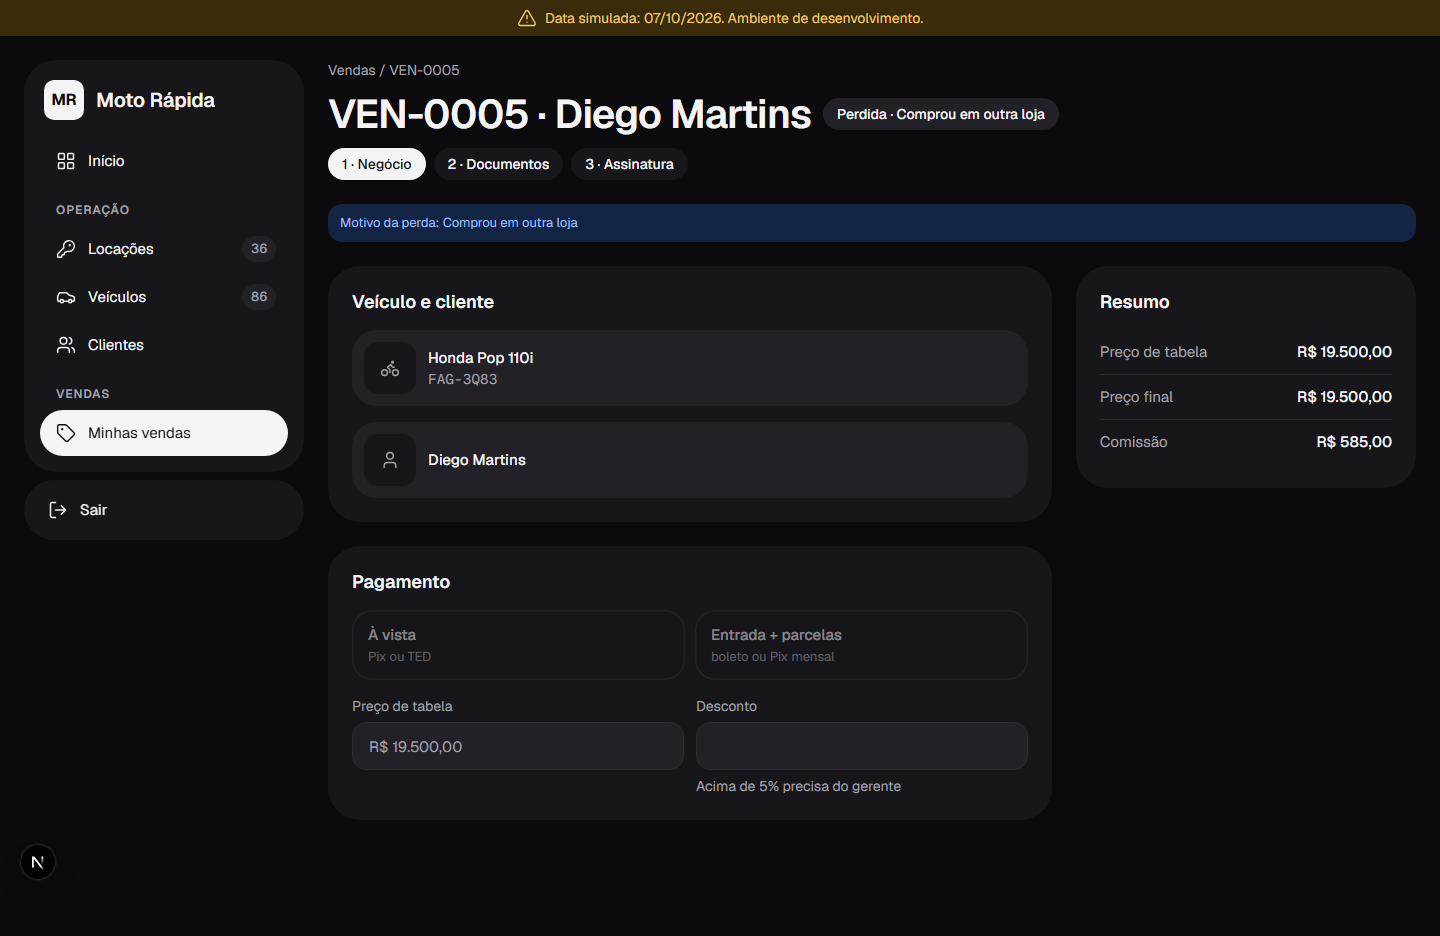 Data simulada: 07/10/2026. Ambiente de desenvolvimento.
MR
Moto Rápida
Início
OPERAÇÃO
Locações 36
Veículos 86
Clientes
VENDAS
Minhas vendas
Sair
Vendas / VEN-0005
VEN-0005 · Diego Martins
Perdida · Comprou em outra loja
1 · Negócio
2 · Documentos
3 · Assinatura
Motivo da perda: Comprou em outra loja
Veículo e cliente
Honda Pop 110i
FAG-3Q83
Diego Martins
Resumo
Preço de tabela R$ 19.500,00
Preço final R$ 19.500,00
Comissão R$ 585,00
Pagamento
À vista
Pix ou TED
Entrada + parcelas
boleto ou Pix mensal
Preço de tabela
R$ 19.500,00
Desconto
Acima de 5% precisa do gerente
N